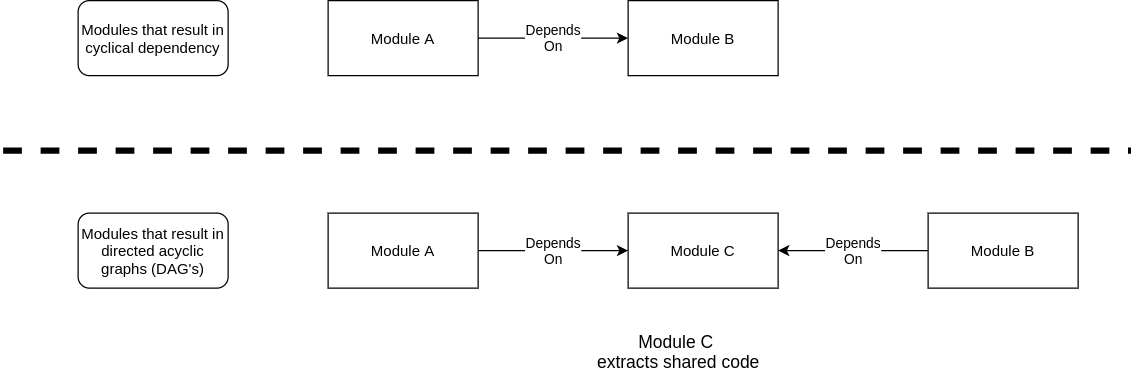 Modules that result in
cyclical dependency
Module A
Depends
On
Module B
Modules that result in
directed acyclic
graphs (DAG's)
Module A
Depends
On
Module C
Depends
On
Module B
Module C
extracts shared code